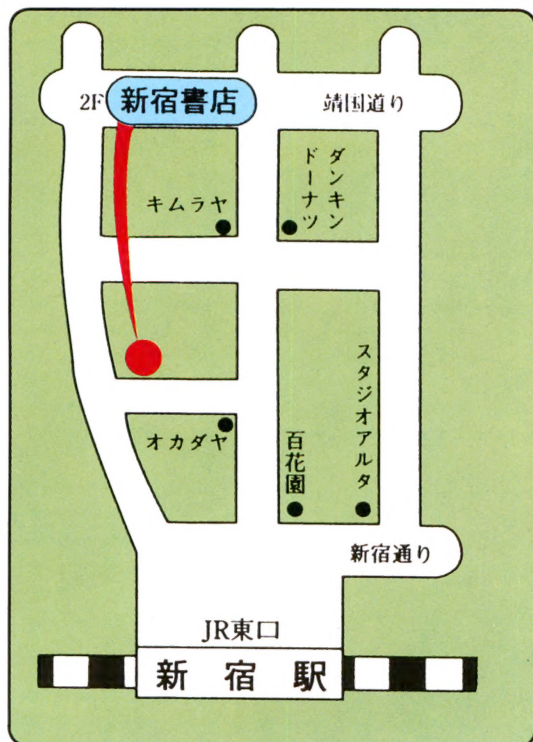 2F 新宿書店
靖国道り
キムラヤ
ダンキン
ドーナツ
スタジオアルタ
オカダヤ
百花園
新宿通り
JR東口
新宿駅